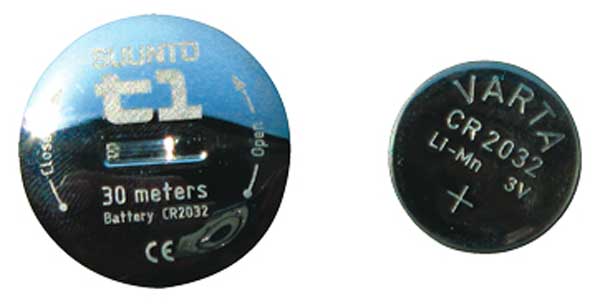 SUUNTO
t1
Close
Open
30 meters
Battery CR2032
CE
VARTA
CR 2032
Li-Mn 3V
+